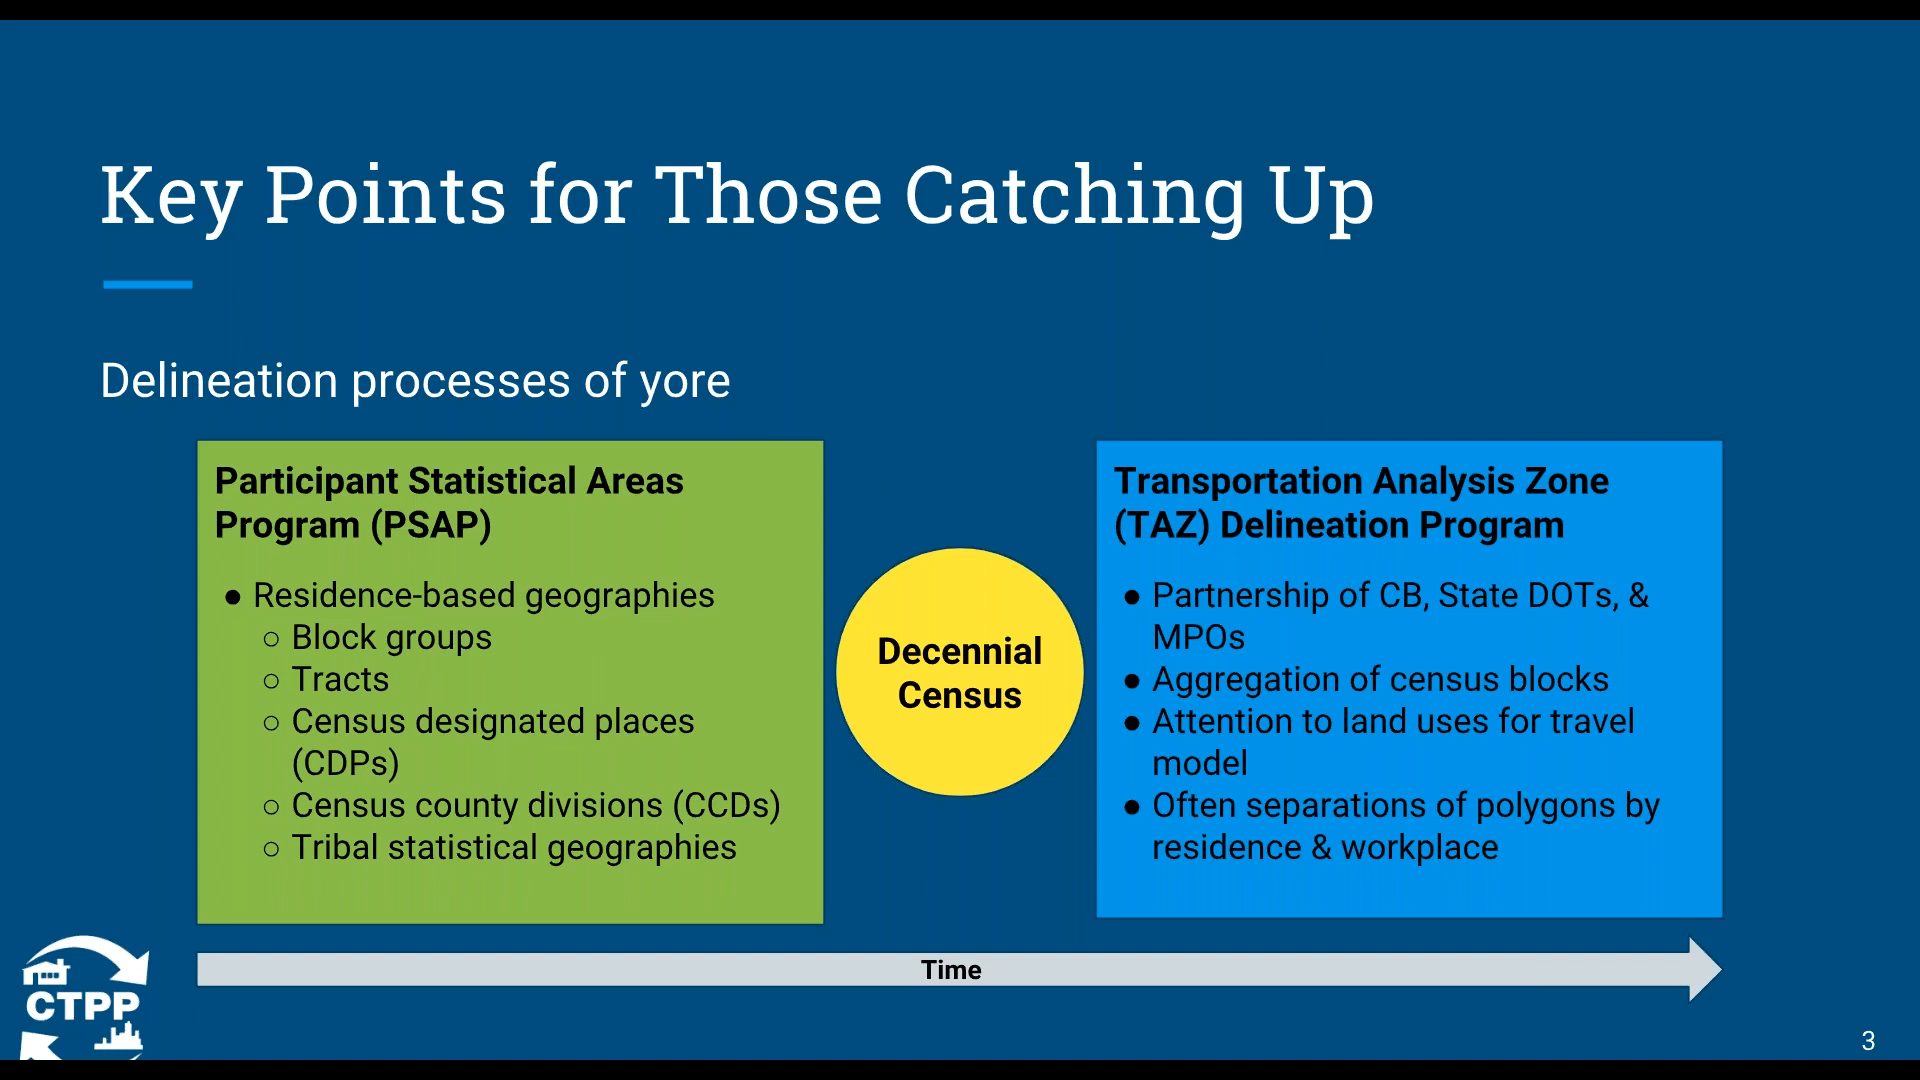 Key Points for Those Catching Up
Delineation processes of yore
Participant Statistical Areas
Program (PSAP)
● Residence-based geographies
○ Block groups
○ Tracts
○ Census designated places
(CDPs)
○ Census county divisions (CCDs)
○ Tribal statistical geographies
Decennial
Census
Transportation Analysis Zone
(TAZ) Delineation Program
● Partnership of CB, State DOTs, &
MPOs
● Aggregation of census blocks
● Attention to land uses for travel
model
● Often separations of polygons by
residence & workplace
Time
CTPP
3